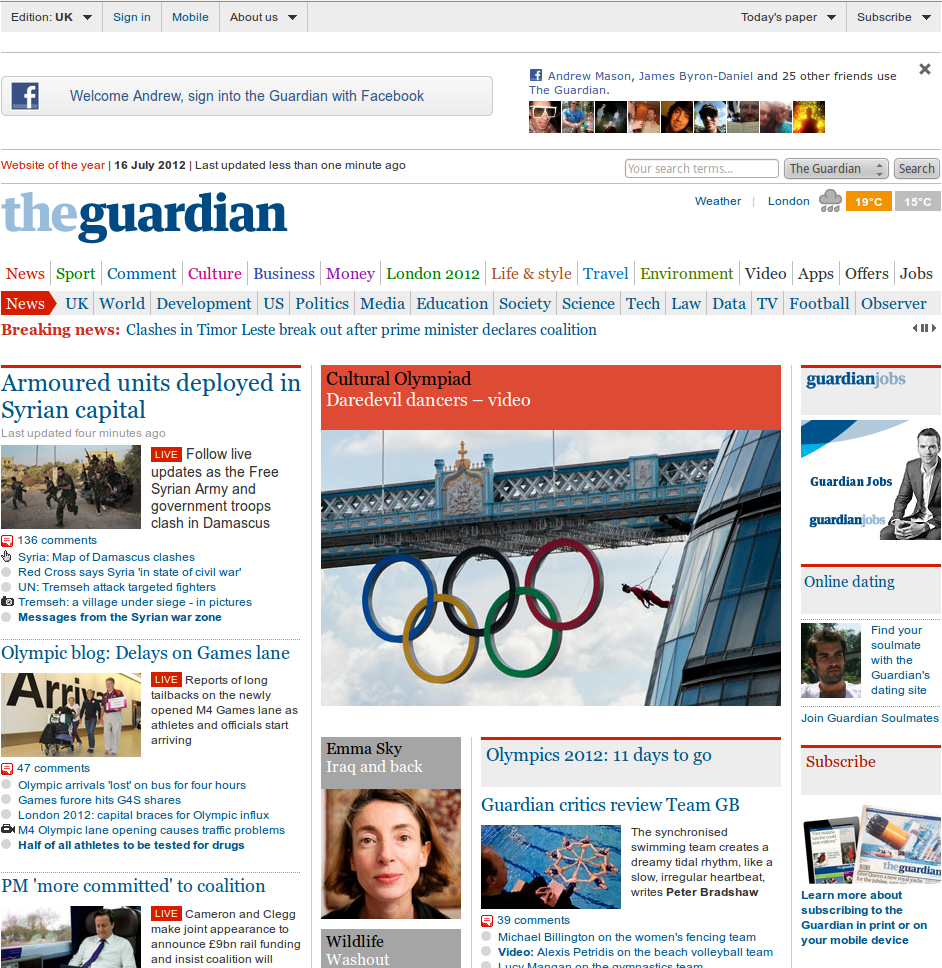 Edition: UK
Sign in
Mobile
About us
Today's paper
Subscribe
Welcome Andrew, sign into the Guardian with Facebook
Andrew Mason, James Byron-Daniel and 25 other friends use
The Guardian.
Website of the year | 16 July 2012 | Last updated less than one minute ago
Your search terms...
The Guardian
Search
theguardian
Weather | London
19°C
15°C
News Sport Comment Culture Business Money London 2012 Life & style Travel Environment Video Apps Offers Jobs
News UK World Development US Politics Media Education Society Science Tech Law Data TV Football Observer
Breaking news: Clashes in Timor Leste break out after prime minister declares coalition
Armoured units deployed in
Syrian capital
Last updated four minutes ago
LIVE Follow live
updates as the Free
Syrian Army and
government troops
clash in Damascus
136 comments
Syria: Map of Damascus clashes
Red Cross says Syria 'in state of civil war'
UN: Tremseh attack targeted fighters
Tremseh: a village under siege - in pictures
Messages from the Syrian war zone
Olympic blog: Delays on Games lane
Arriv
LIVE Reports of long
tailbacks on the newly
opened M4 Games lane as
athletes and officials start
arriving
47 comments
Olympic arrivals 'lost' on bus for four hours
Games furore hits G4S shares
London 2012: capital braces for Olympic influx
M4 Olympic lane opening causes traffic problems
Half of all athletes to be tested for drugs
PM 'more committed' to coalition
LIVE Cameron and Clegg
make joint appearance to
announce £9bn rail funding
and insist coalition will
Cultural Olympiad
Daredevil dancers – video
Emma Sky
Iraq and back
Wildlife
Washout
Olympics 2012: 11 days to go
Guardian critics review Team GB
The synchronised
swimming team creates a
dreamy tidal rhythm, like a
slow, irregular heartbeat,
writes Peter Bradshaw
39 comments
Michael Billington on the women's fencing team
Video: Alexis Petridis on the beach volleyball team
Lucy Mangan on the gymnastics team
guardianjobs
Guardian Jobs
guardianjobs
Online dating
Find your
soulmate
with the
Guardian's
dating site
Join Guardian Soulmates
Subscribe
theguardian
Learn more about
subscribing to the
Guardian in print or on
your mobile device